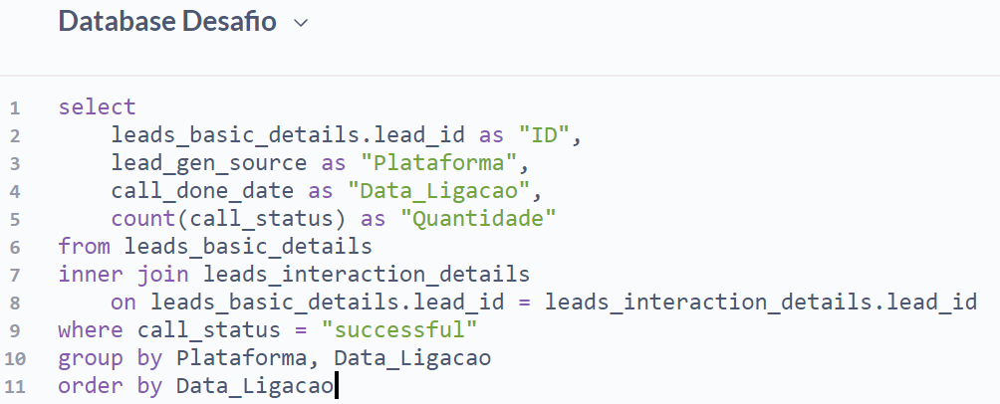 Database Desafio
1 select
2 leads_basic_details.lead_id as "ID",
3 lead_gen_source as "Plataforma",
4 call_done_date as "Data_Ligacao",
5 count(call_status) as "Quantidade"
6 from leads_basic_details
7 inner join leads_interaction_details
8 on leads_basic_details.lead_id = leads_interaction_details.lead_id
9 where call_status = "successful"
10 group by Plataforma, Data_Ligacao
11 order by Data_Ligacao